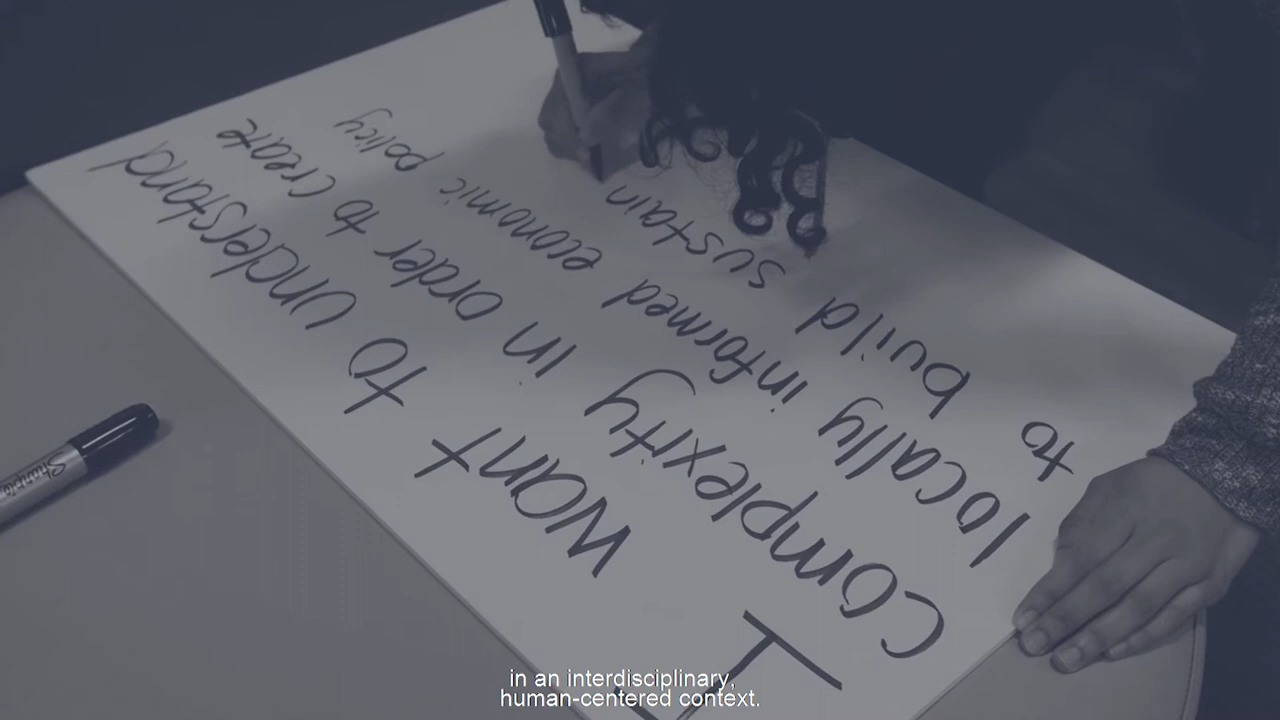 I want to understand
complexity in order to create
locally informed economic policy
to build sustain
Sharpie
in an interdisciplinary,
human-centered context.